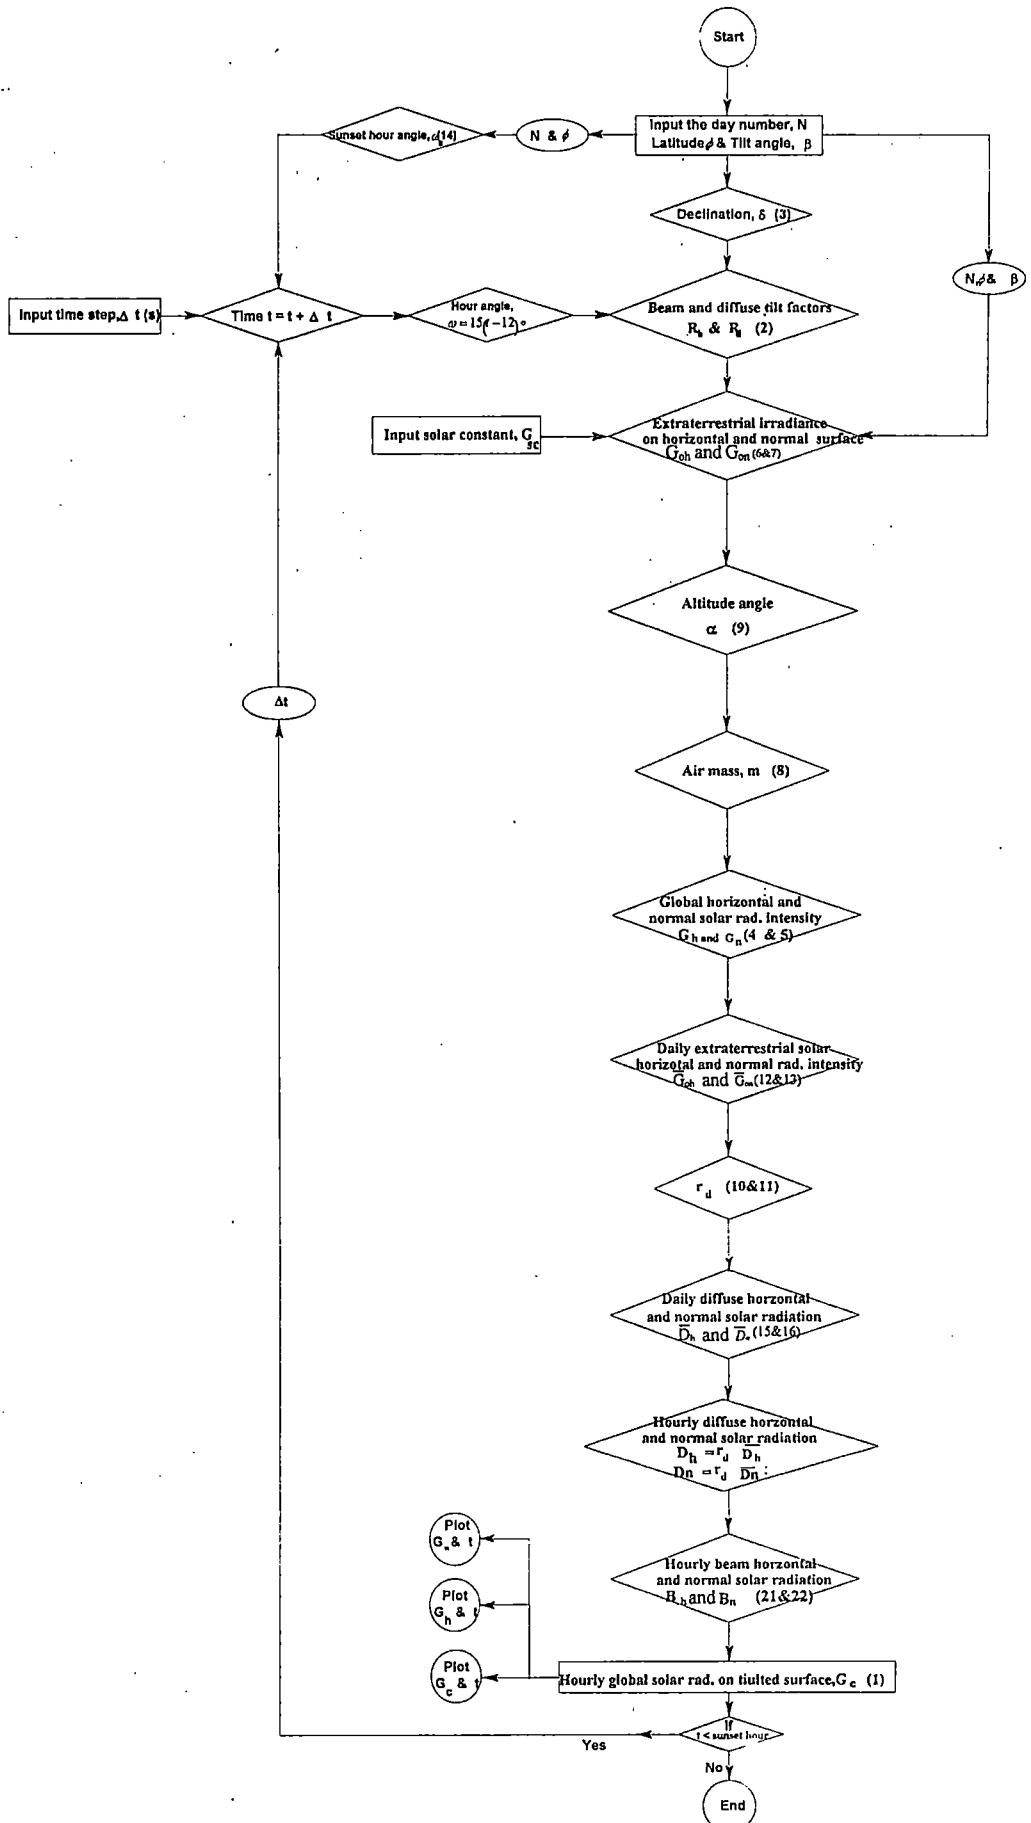 Start
Input the day number, N
Latitude ϕ & Tilt angle, β
N & ϕ
Sunset hour angle, (14)
Declination, δ (3)
N, ϕ & β
Input time step, Δ t (s)
Time t = t + Δ t
Hour angle,
ω = 15(t − 12)°
Beam and diffuse tilt factors
R & R (2)
Input solar constant, G sc
Extraterrestrial irradiance
on horizontal and normal surface
Goh and Gon (6&7)
Altitude angle
α (9)
Δt
Air mass, m (8)
Global horizontal and
normal solar rad. intensity
G h and G n (4 & 5)
Daily extraterrestrial solar
horizotal and normal rad. intensity
G̅oh and G̅on (12&13)
r d (10&11)
Daily diffuse horzontal
and normal solar radiation
D̅h and D̅ (15&16)
Hourly diffuse horzontal
and normal solar radiation
D h = r d D̅h
Dn = r d D̅n
Plot
G & t
Hourly beam horzontal
and normal solar radiation
B h and B n (21&22)
Plot
G h & t
Plot
G c & t
Hourly global solar rad. on tiulted surface, G c (1)
If
t < sunset hour
Yes
No
End